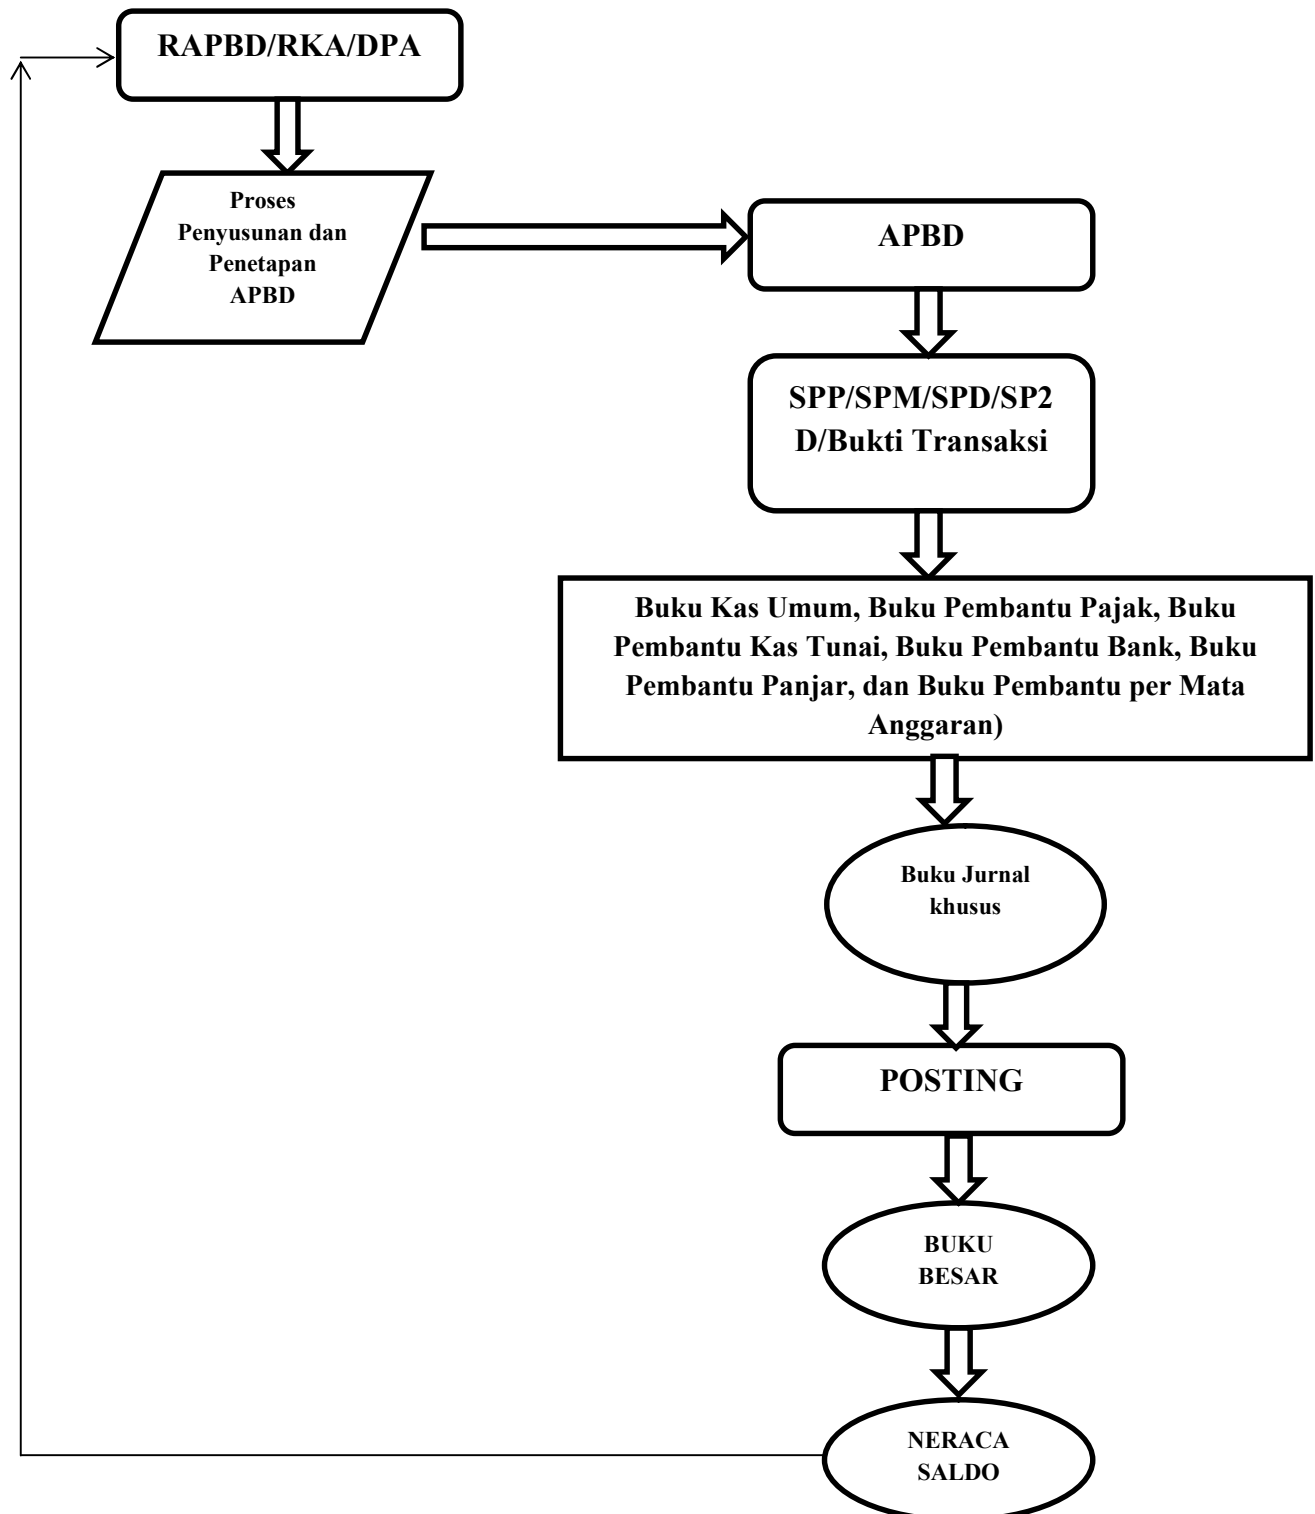 RAPBD/RKA/DPA
Proses
Penyusunan dan
Penetapan
APBD
APBD
SPP/SPM/SPD/SP2
D/Bukti Transaksi
Buku Kas Umum, Buku Pembantu Pajak, Buku
Pembantu Kas Tunai, Buku Pembantu Bank, Buku
Pembantu Panjar, dan Buku Pembantu per Mata
Anggaran)
Buku Jurnal
khusus
POSTING
BUKU
BESAR
NERACA
SALDO